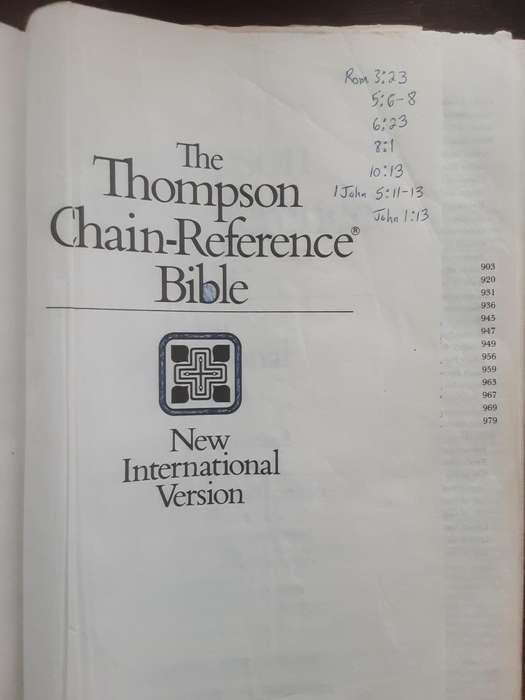 Rom 3:23
5:6-8
6:23
8:1
10:13
1 John 5:11-13
John 1:13
The
Thompson
Chain-Reference®
Bible
New
International
Version
903
920
931
936
945
947
949
956
959
963
967
969
979